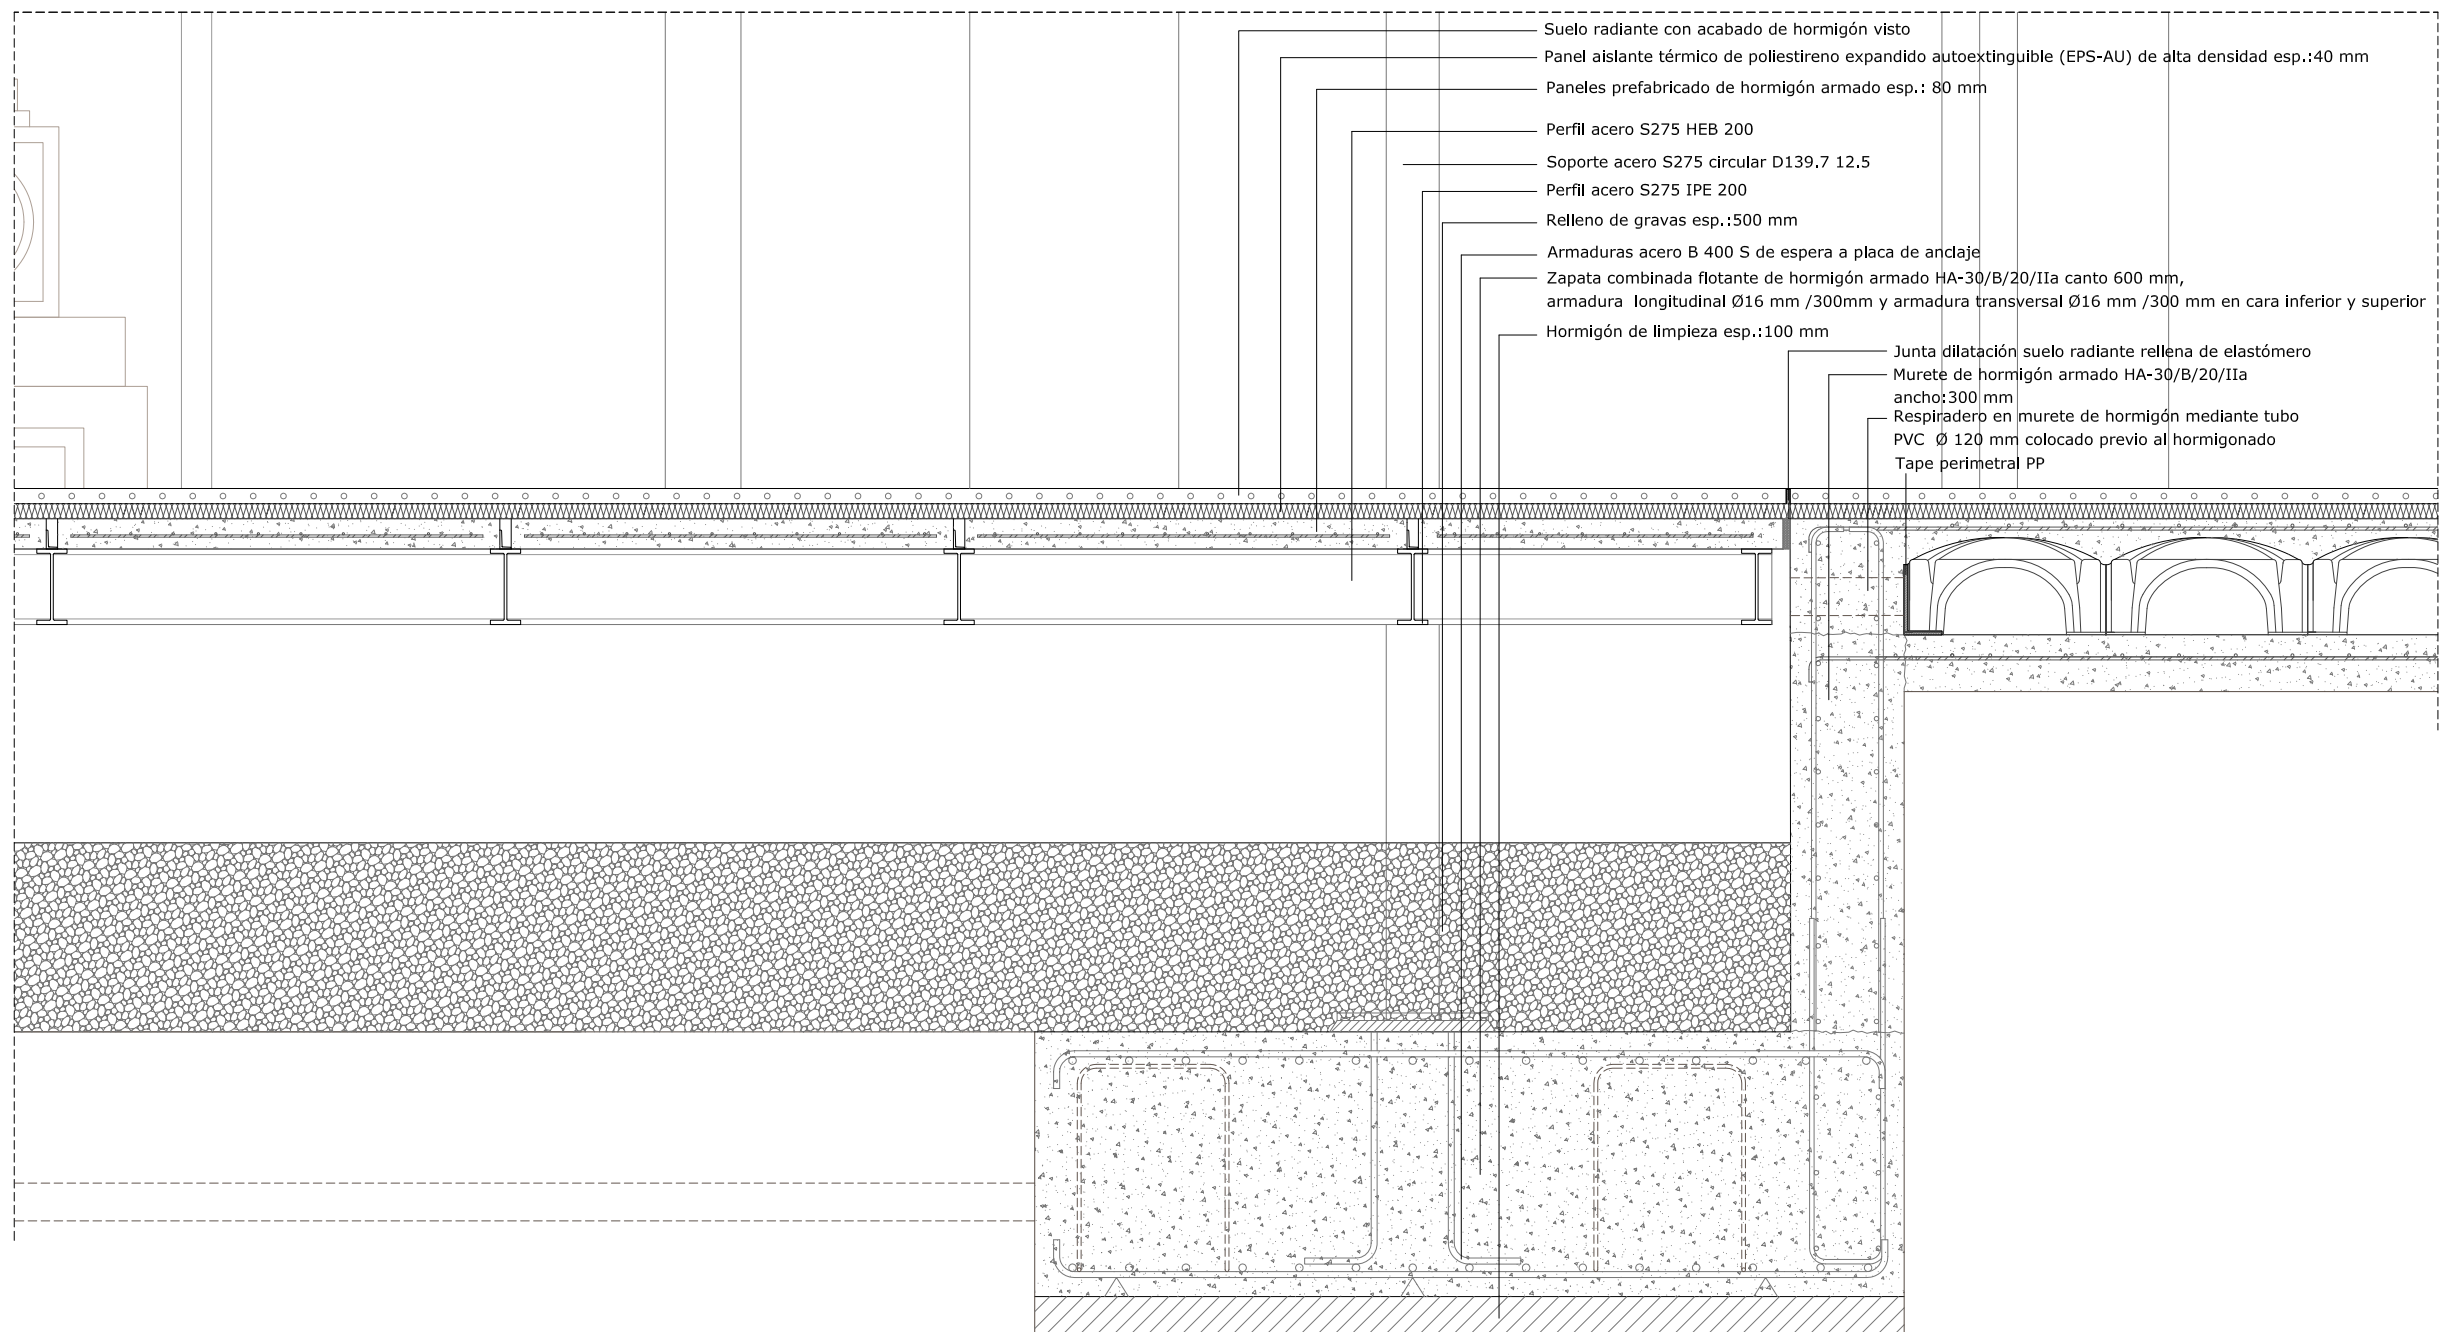 Suelo radiante con acabado de hormigón visto
Panel aislante térmico de poliestireno expandido autoextinguible (EPS-AU) de alta densidad esp.:40 mm
Paneles prefabricado de hormigón armado esp.: 80 mm
Perfil acero S275 HEB 200
Soporte acero S275 circular D139.7 12.5
Perfil acero S275 IPE 200
Relleno de gravas esp.:500 mm
Armaduras acero B 400 S de espera a placa de anclaje
Zapata combinada flotante de hormigón armado HA-30/B/20/IIa canto 600 mm,
armadura longitudinal Ø16 mm /300mm y armadura transversal Ø16 mm /300 mm en cara inferior y superior
Hormigón de limpieza esp.:100 mm
Junta dilatación suelo radiante rellena de elastómero
Murete de hormigón armado HA-30/B/20/IIa
ancho:300 mm
Respiradero en murete de hormigón mediante tubo
PVC Ø 120 mm colocado previo al hormigonado
Tape perimetral PP